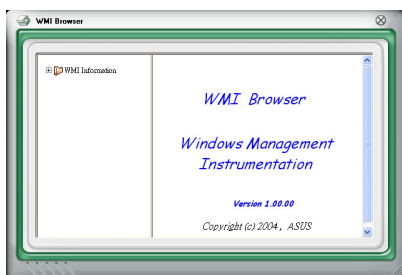 WMI Browser
WMI Information
WMI Browser
Windows Management
Instrumentation
Version 1.00.00
Copyright (c) 2004, ASUS